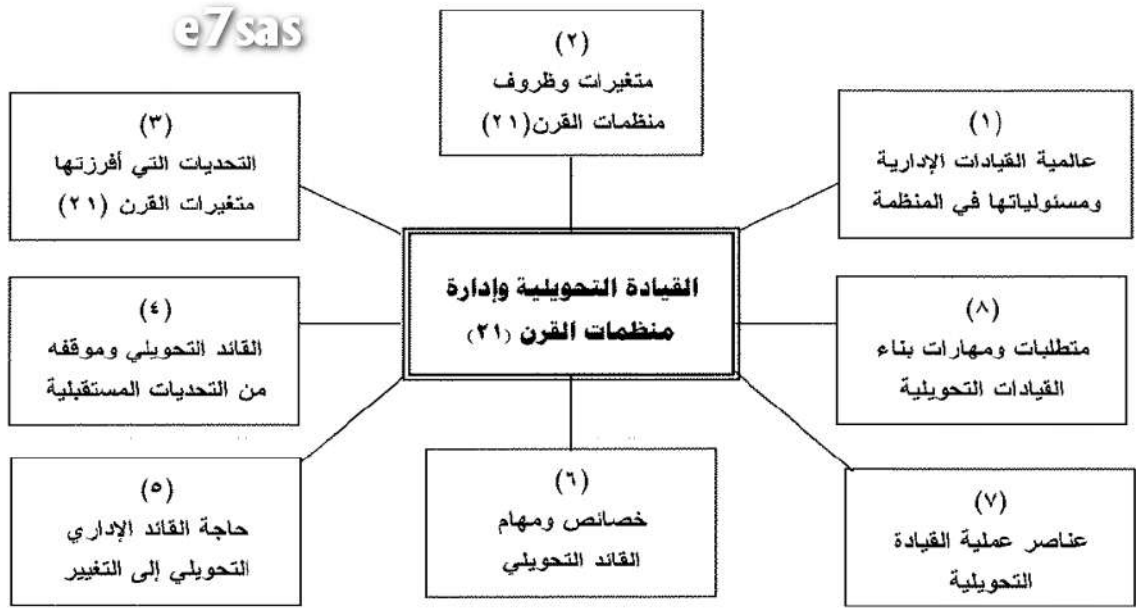 e7sas
(٢)
متغيرات وظروف
منظمات القرن (٢١)
(١)
عالمية القيادات الإدارية
ومسئولياتها في المنظمة
(٣)
التحديات التي أفرزتها
متغيرات القرن (٢١)
القيادة التحويلية وإدارة
منظمات القرن (٢١)
(٤)
القائد التحويلي وموقفه
من التحديات المستقبلية
(٨)
متطلبات ومهارات بناء
القيادات التحويلية
(٥)
حاجة القائد الإداري
التحويلي إلى التغيير
(٦)
خصائص ومهام
القائد التحويلي
(٧)
عناصر عملية القيادة
التحويلية